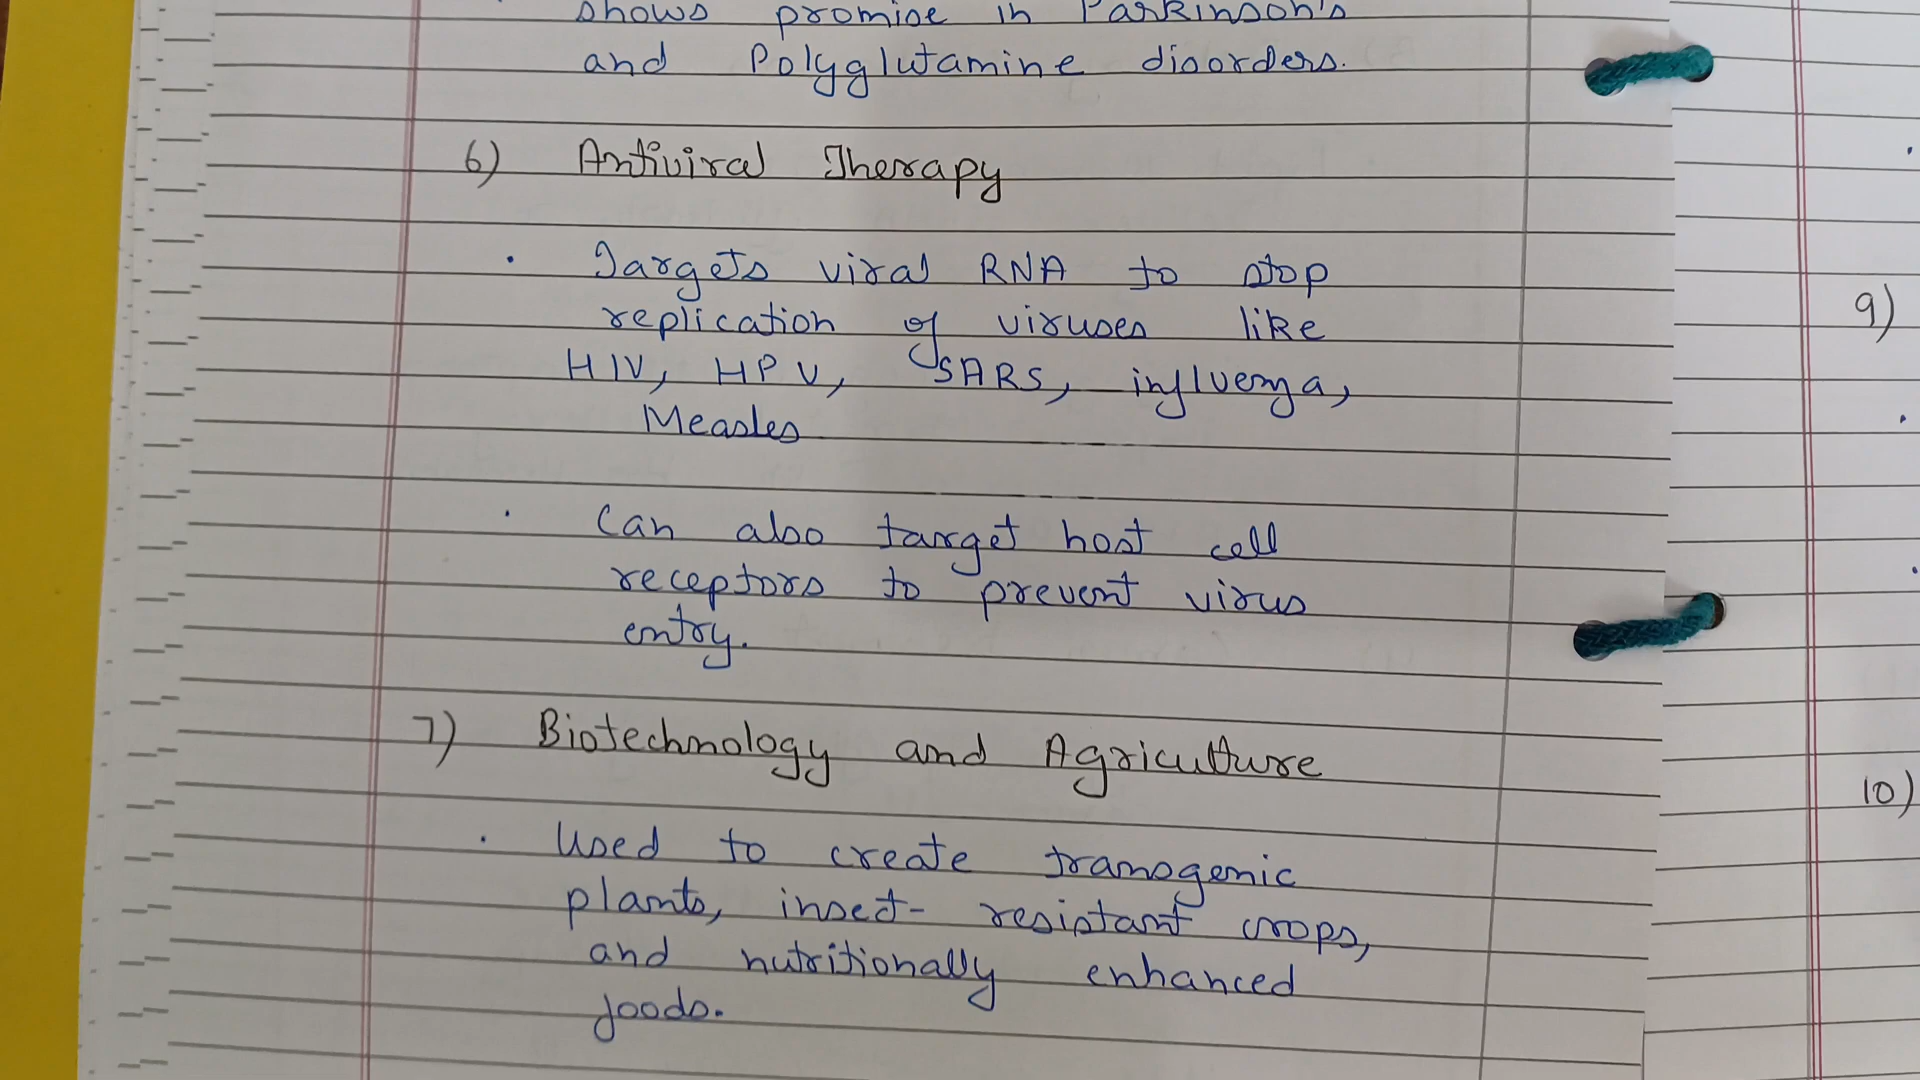 shows promise in Parkinson's
and Polyglutamine disorders.
6) Antiviral Therapy
· Targets viral RNA to stop
replication of viruses like
HIV, HPV, SARS, influenza,
Measles
· Can also target host cell
receptors to prevent virus
entry.
7) Biotechnology and Agriculture
· Used to create transgenic
plants, insect-resistant crops,
and nutritionally enhanced
foods.
9)
10)